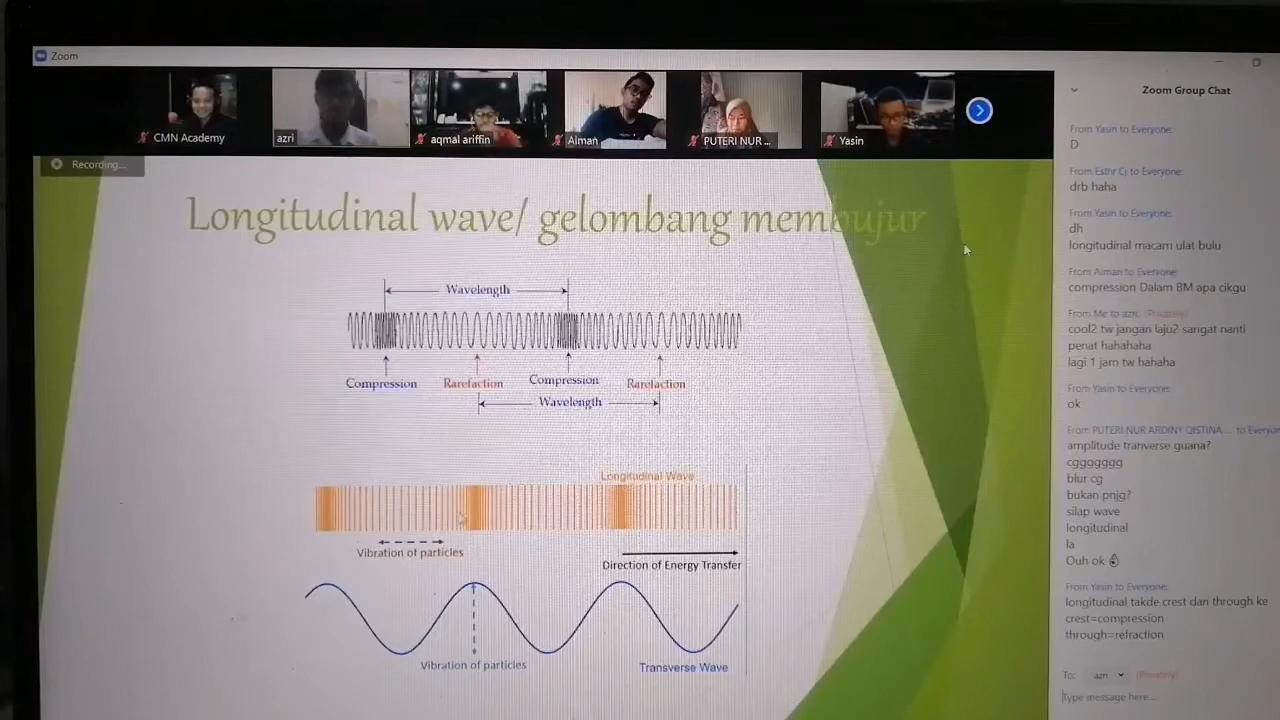 Zoom
CMN Academy
azri
aqmal ariffin
Aiman
PUTERI NUR ...
Yasin
Recording...
Longitudinal wave/ gelombang membujur
Wavelength
Compression
Rarefaction
Compression
Rarefaction
Wavelength
Longitudinal Wave
Vibration of particles
Direction of Energy Transfer
Vibration of particles
Transverse Wave
Zoom Group Chat
From Yasin to Everyone:
D
From Esthr Cj to Everyone:
drb haha
From Yasin to Everyone:
dh
longitudinal macam ulat bulu
From Aiman to Everyone:
compression Dalam BM apa cikgu
From Me to azri: (Privately)
cool2 tw jangan laju2 sangat nanti
penat hahahaha
lagi 1 jam tw hahaha
From Yasin to Everyone:
ok
From PUTERI NUR ARDINY QISTINA... to Everyon
amplitude tranverse guana?
cggggggg
blur cg
bukan pnjg?
silap wave
longitudinal
la
Ouh ok 👌
From Yasin to Everyone:
longitudinal takde crest dan through ke
crest=compression
through=refraction
To: azri (Privately)
Type message here...